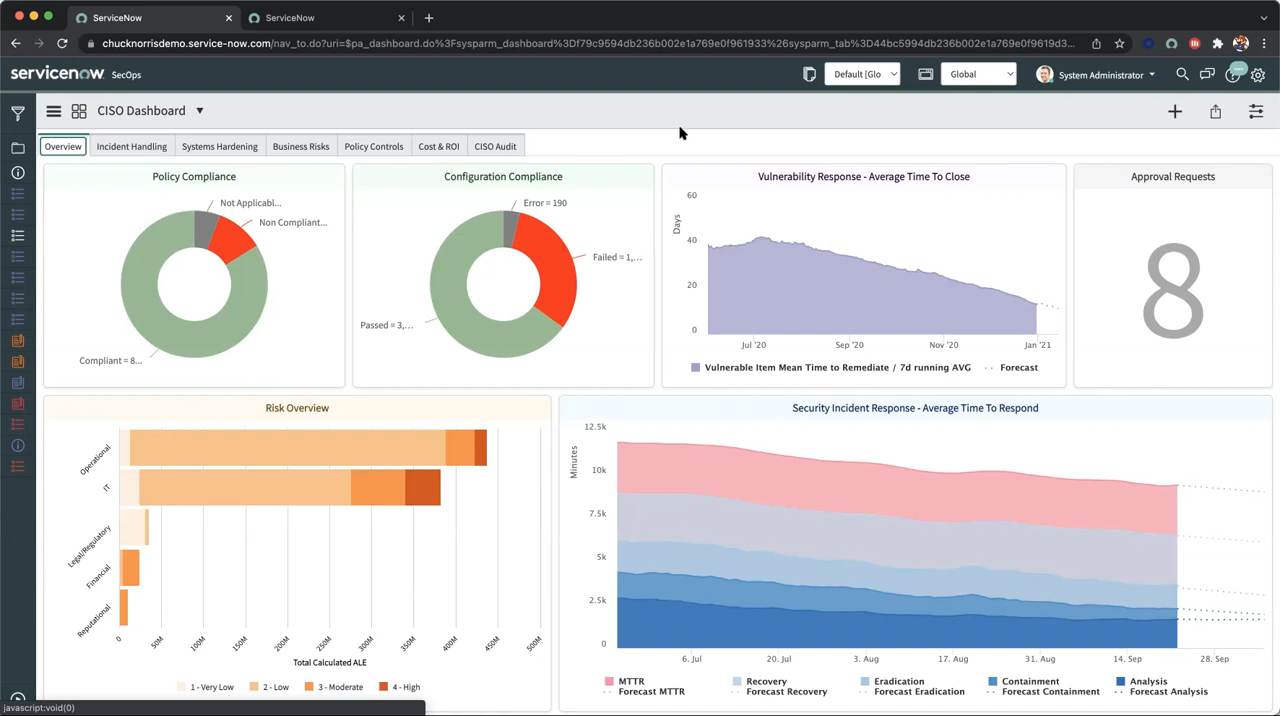 ServiceNow
ServiceNow
chucknorrisdemo.service-now.com/nav_to.do?uri=$pa_dashboard.do%3Fsysparm_dashboard%3Df79c9594db236b002e1a769e0f961933%26sysparm_tab%3D44bc5994db236b002e1a769e0f9619d3...
servicenow SecOps
Default [Glo
Global
System Administrator
CISO Dashboard
Overview
Incident Handling
Systems Hardening
Business Risks
Policy Controls
Cost & ROI
CISO Audit
Policy Compliance
Not Applicabl...
Non Compliant...
Compliant = 8...
Configuration Compliance
Error = 190
Failed = 1,...
Passed = 3,...
Vulnerability Response - Average Time To Close
Days
60
40
20
0
Jul '20
Sep '20
Nov '20
Jan '21
Vulnerable Item Mean Time to Remediate / 7d running AVG
Forecast
Approval Requests
8
Risk Overview
Operational
IT
Legal/Regulatory
Financial
Reputational
0
50M
100M
150M
200M
250M
300M
350M
400M
450M
500M
Total Calculated ALE
1 - Very Low
2 - Low
3 - Moderate
4 - High
Security Incident Response - Average Time To Respond
Minutes
12.5k
10k
7.5k
5k
2.5k
0
6. Jul
20. Jul
3. Aug
17. Aug
31. Aug
14. Sep
28. Sep
MTTR
Recovery
Eradication
Containment
Analysis
Forecast MTTR
Forecast Recovery
Forecast Eradication
Forecast Containment
Forecast Analysis
javascript:void(0)